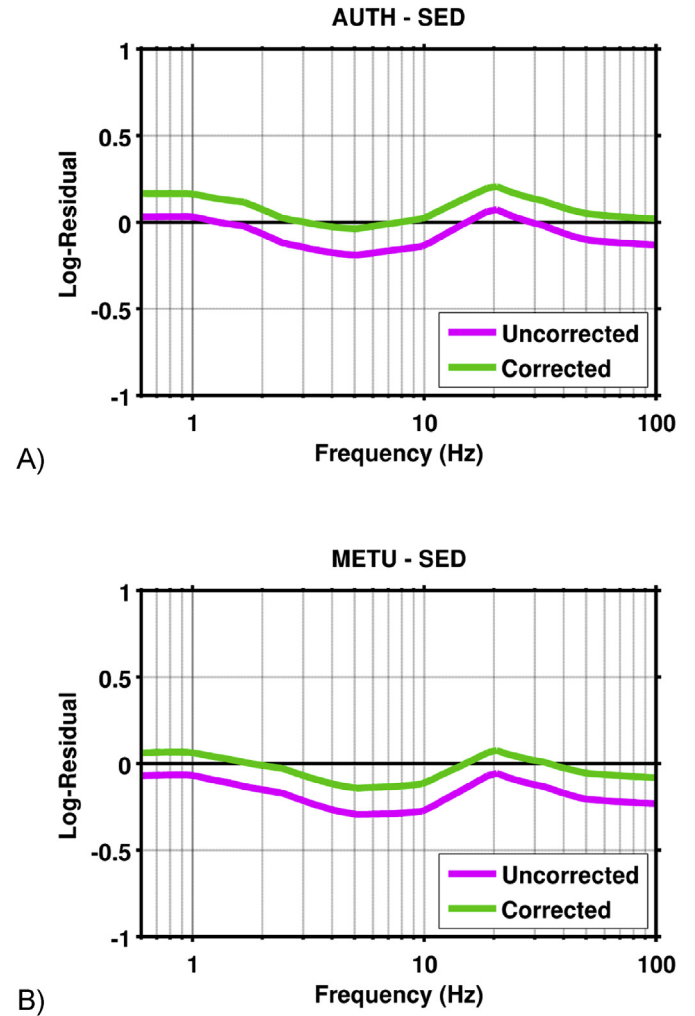 AUTH - SED
1
0.5
0
-0.5
-1
Log-Residual
Uncorrected
Corrected
1 10 100
Frequency (Hz)
A)
METU - SED
1
0.5
0
-0.5
-1
Log-Residual
Uncorrected
Corrected
1 10 100
Frequency (Hz)
B)